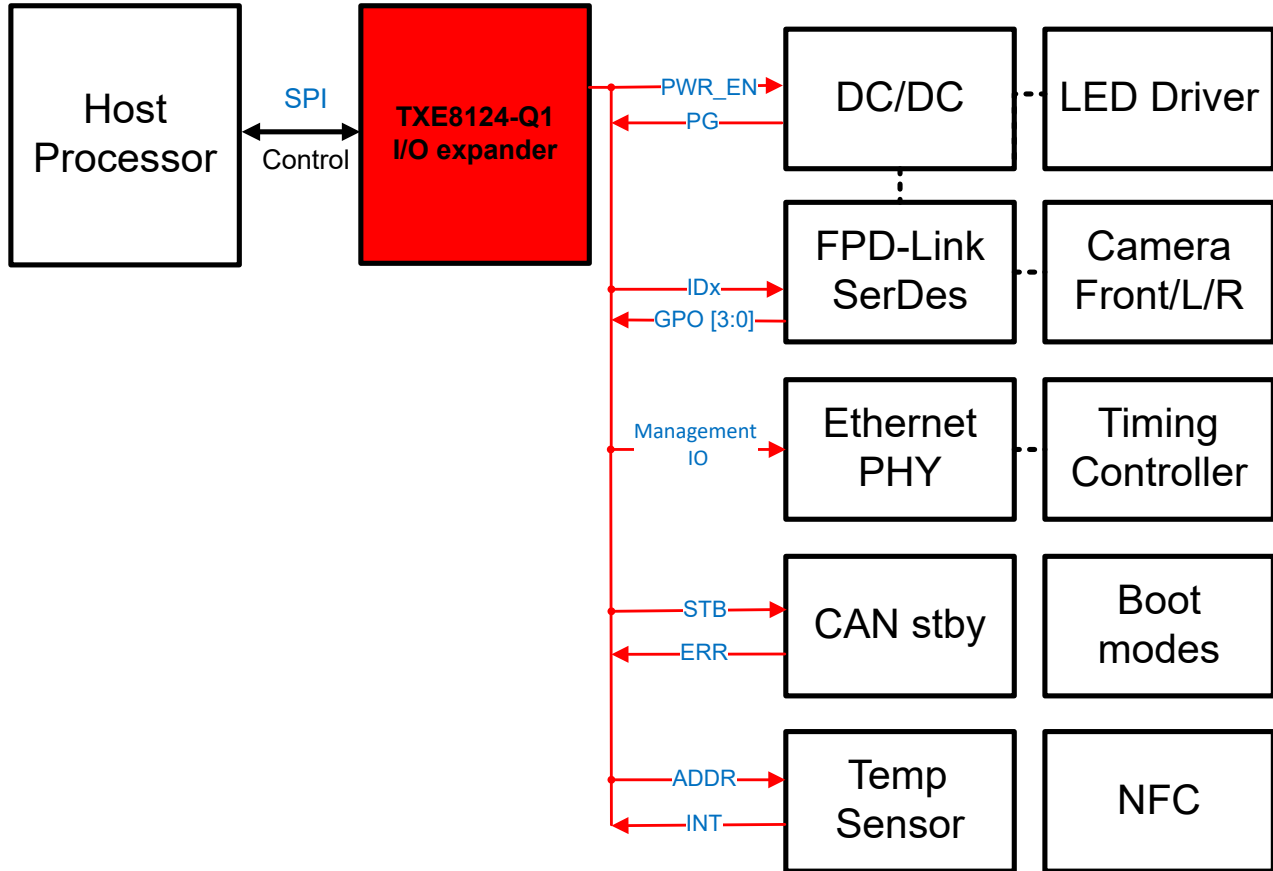 Host
Processor
SPI
Control
TXE8124-Q1
I/O expander
PWR_EN
PG
DC/DC
LED Driver
IDx
GPO [3:0]
FPD-Link
SerDes
Camera
Front/L/R
Management
IO
Ethernet
PHY
Timing
Controller
STB
ERR
CAN stby
Boot
modes
ADDR
INT
Temp
Sensor
NFC